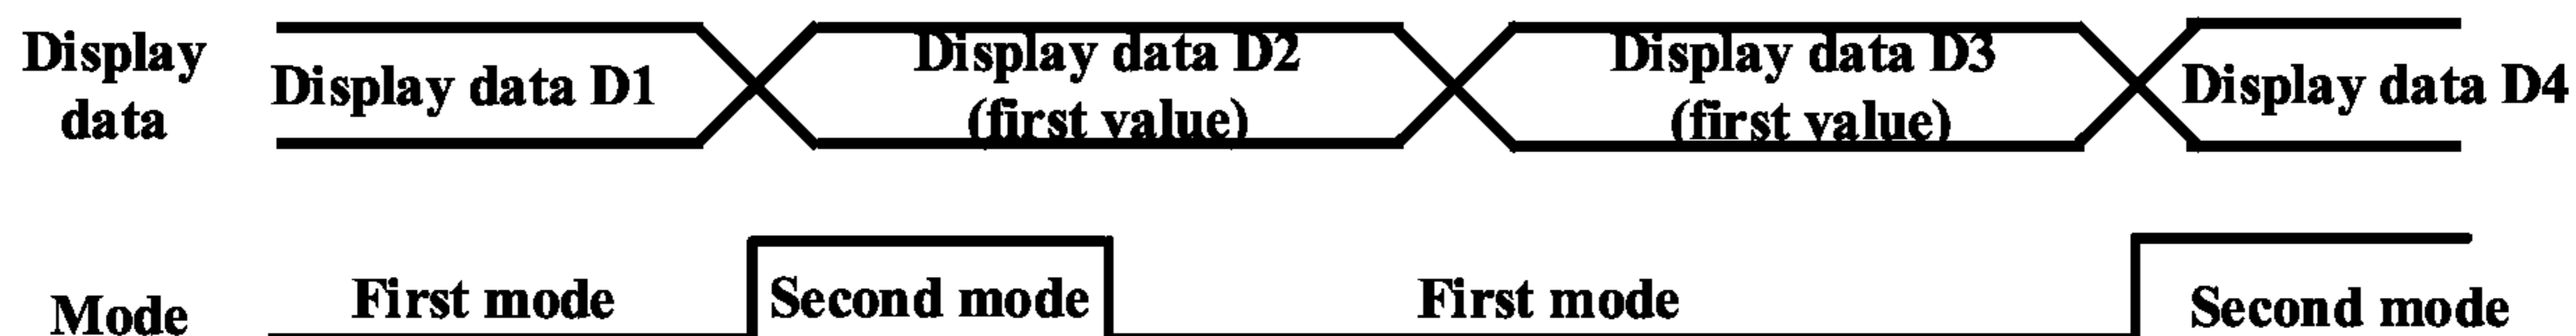 Display
data
Display data D1
Display data D2
(first value)
Display data D3
(first value)
Display data D4
Mode
First mode
Second mode
First mode
Second mode